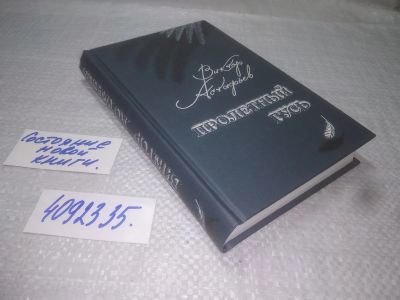 Виктор
Астафьев
ПРОЛЕТНЫЙ
ГУСЬ
Состояние
новой
книги.
4092335.